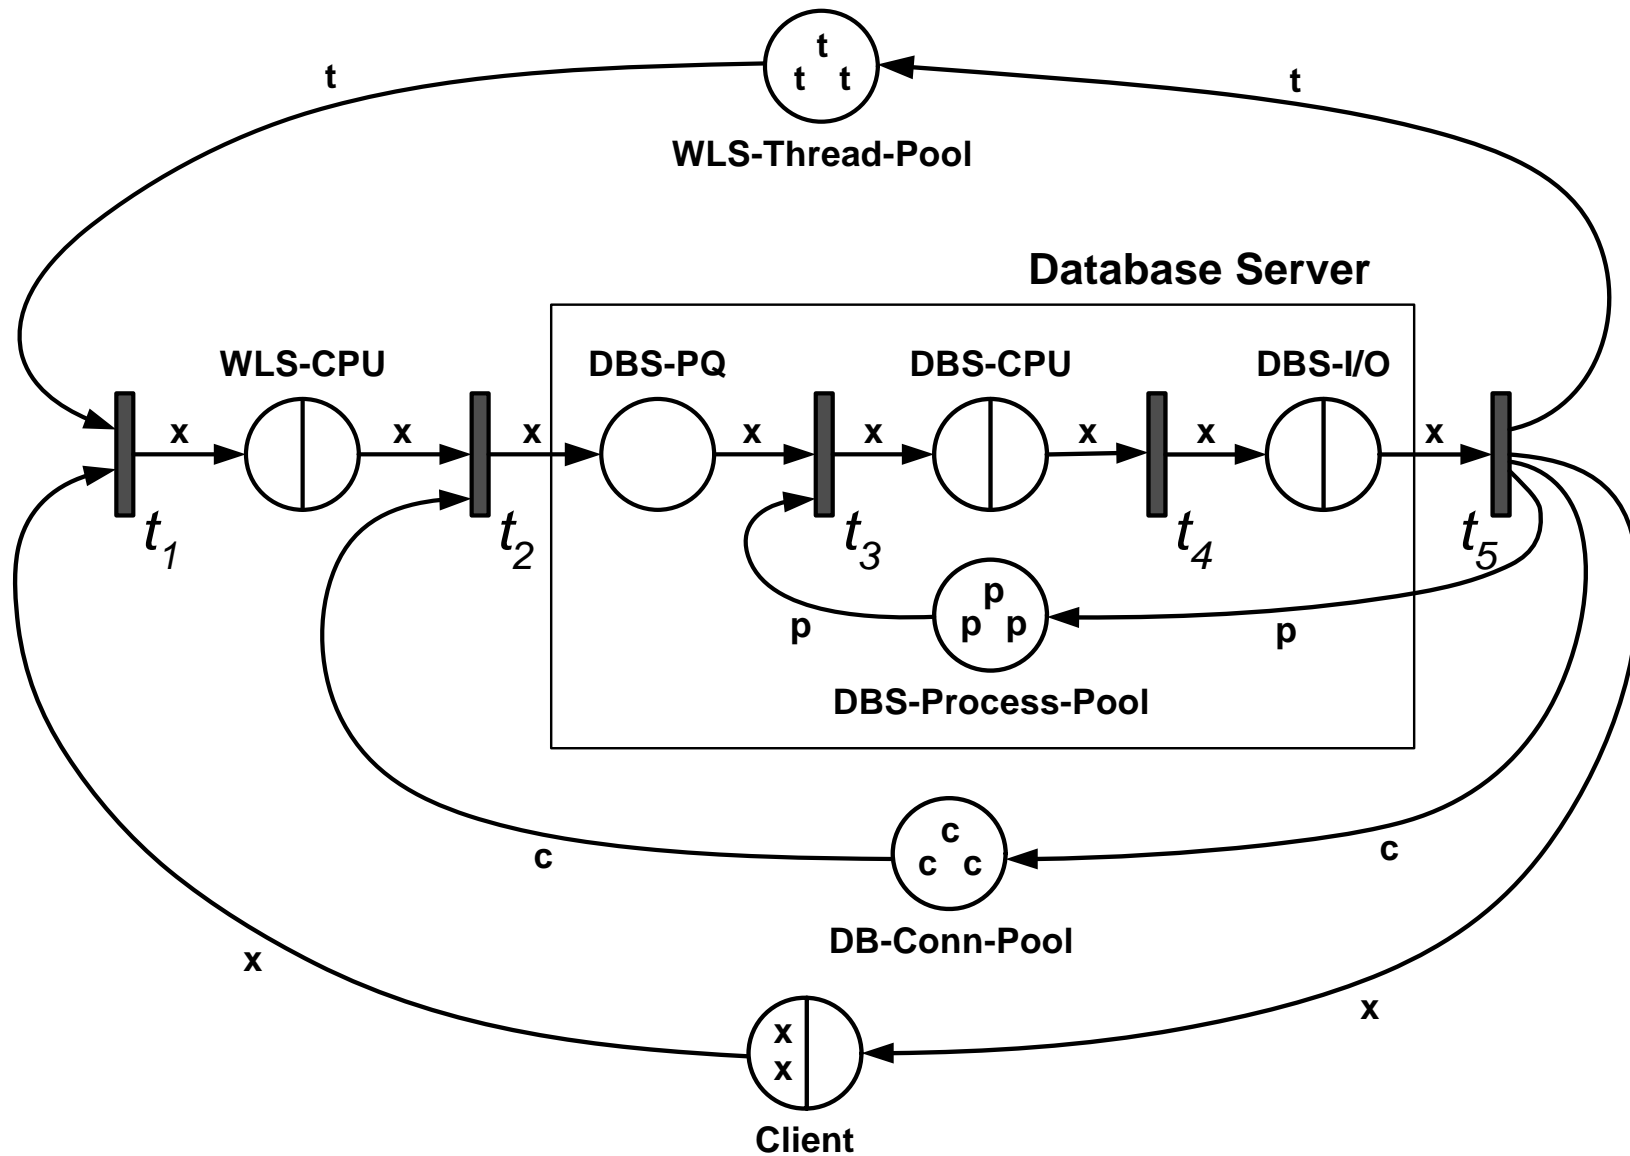 t
t t
t
t
WLS-Thread-Pool
Database Server
WLS-CPU
DBS-PQ
DBS-CPU
DBS-I/O
x
x
x
x
x
x
x
x
t1
t2
t3
t4
t5
p
p p
p
p
DBS-Process-Pool
c
c c
c
c
DB-Conn-Pool
x
x
x
x
Client